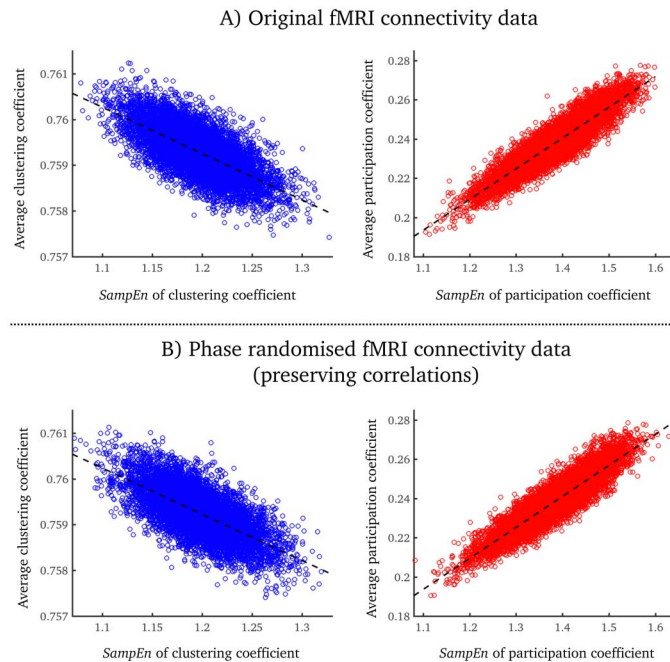 A) Original fMRI connectivity data
Average clustering coefficient
0.761
0.76
0.759
0.758
0.757
1.1 1.15 1.2 1.25 1.3
SampEn of clustering coefficient
Average participation coefficient
0.28
0.26
0.24
0.22
0.2
0.18
1.1 1.2 1.3 1.4 1.5 1.6
SampEn of participation coefficient
B) Phase randomised fMRI connectivity data
(preserving correlations)
Average clustering coefficient
0.761
0.76
0.759
0.758
0.757
1.1 1.15 1.2 1.25 1.3
SampEn of clustering coefficient
Average participation coefficient
0.28
0.26
0.24
0.22
0.2
0.18
1.1 1.2 1.3 1.4 1.5 1.6
SampEn of participation coefficient